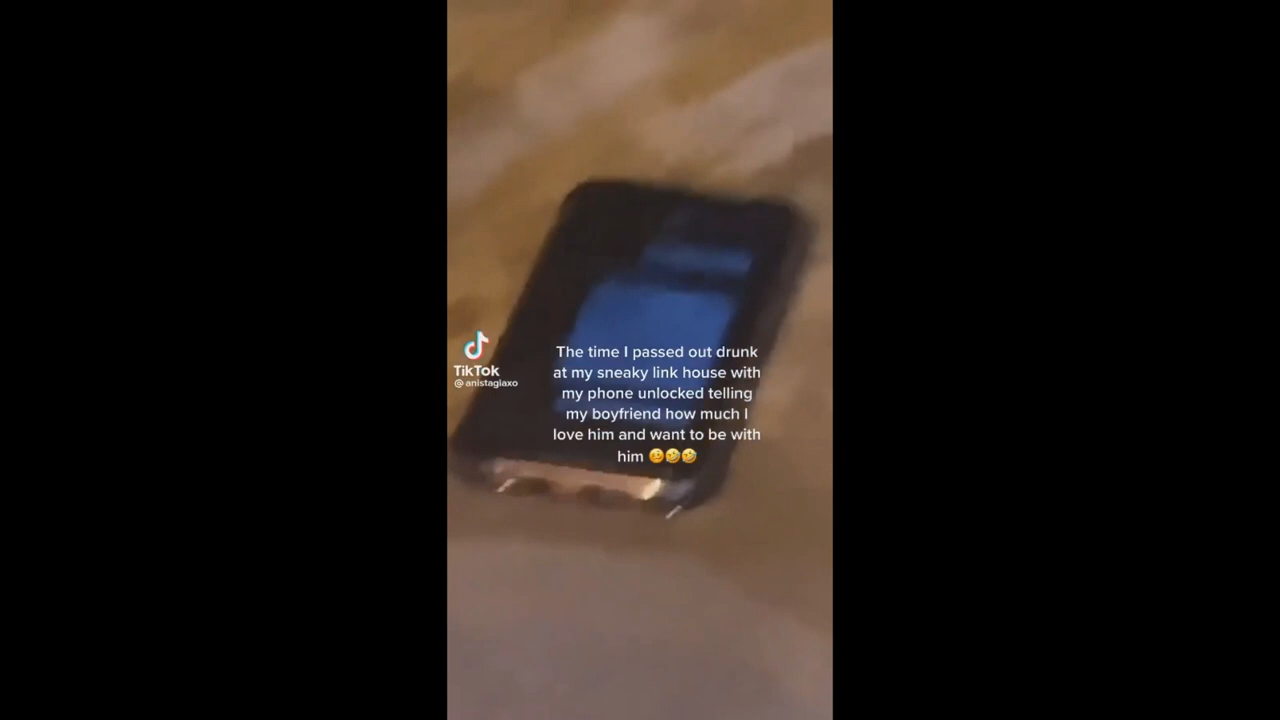 The time I passed out drunk
at my sneaky link house with
my phone unlocked telling
my boyfriend how much I
love him and want to be with
him 🥴🤣🤣
TikTok
@anistagiaxo